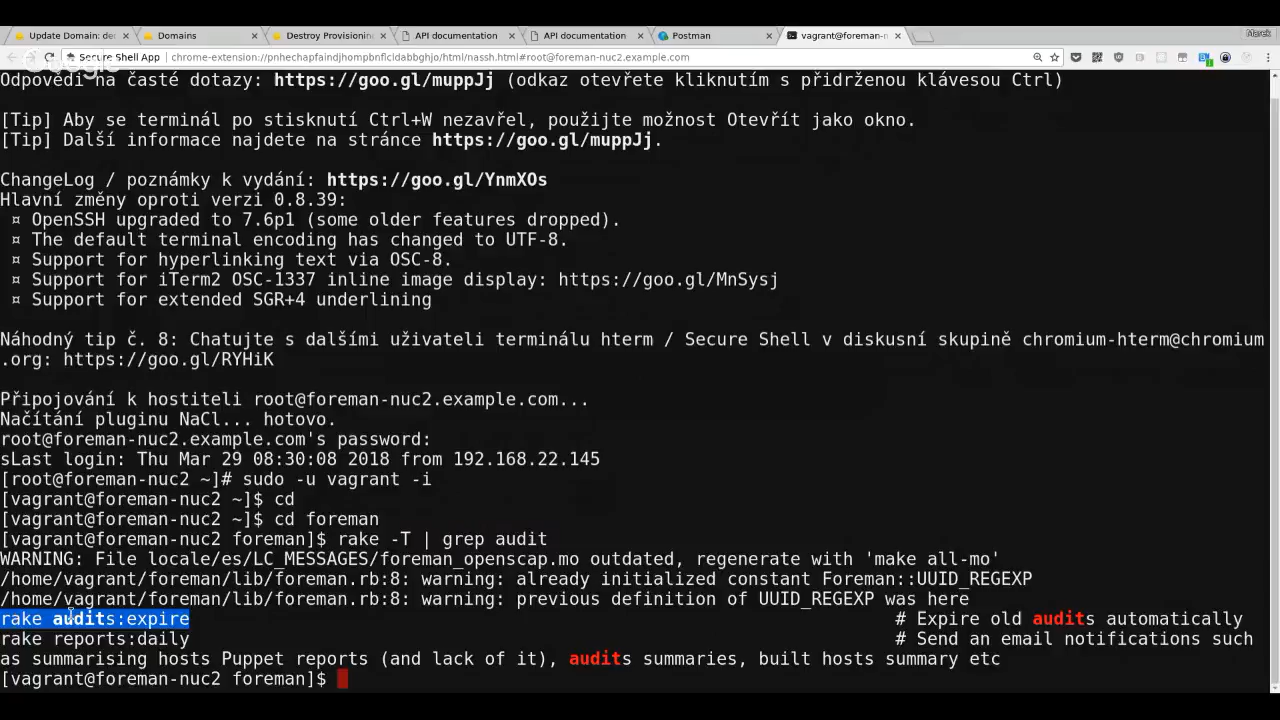 Update Domain: de
Domains
Destroy Provisionin
API documentation
API documentation
Postman
vagrant@foreman-n
Marek
Secure Shell App
chrome-extension://pnhechapfaindjhompbnflcldabbghjo/html/nassh.html#root@foreman-nuc2.example.com
Google
Odpovědi na časté dotazy: https://goo.gl/muppJj (odkaz otevřete kliknutím s přidrženou klávesou Ctrl)
[Tip] Aby se terminál po stisknutí Ctrl+W nezavřel, použijte možnost Otevřít jako okno.
[Tip] Další informace najdete na stránce https://goo.gl/muppJj.
ChangeLog / poznámky k vydání: https://goo.gl/YnmXOs
Hlavní změny oproti verzi 0.8.39:
¤ OpenSSH upgraded to 7.6p1 (some older features dropped).
¤ The default terminal encoding has changed to UTF-8.
¤ Support for hyperlinking text via OSC-8.
¤ Support for iTerm2 OSC-1337 inline image display: https://goo.gl/MnSysj
¤ Support for extended SGR+4 underlining
Náhodný tip č. 8: Chatujte s dalšími uživateli terminálu hterm / Secure Shell v diskusní skupině chromium-hterm@chromium
.org: https://goo.gl/RYHiK
Připojování k hostiteli root@foreman-nuc2.example.com...
Načítání pluginu NaCl... hotovo.
root@foreman-nuc2.example.com's password:
sLast login: Thu Mar 29 08:30:08 2018 from 192.168.22.145
[root@foreman-nuc2 ~]# sudo -u vagrant -i
[vagrant@foreman-nuc2 ~]$ cd
[vagrant@foreman-nuc2 ~]$ cd foreman
[vagrant@foreman-nuc2 foreman]$ rake -T | grep audit
WARNING: File locale/es/LC_MESSAGES/foreman_openscap.mo outdated, regenerate with 'make all-mo'
/home/vagrant/foreman/lib/foreman.rb:8: warning: already initialized constant Foreman::UUID_REGEXP
/home/vagrant/foreman/lib/foreman.rb:8: warning: previous definition of UUID_REGEXP was here
rake audits:expire # Expire old audits automatically
rake reports:daily # Send an email notifications such
as summarising hosts Puppet reports (and lack of it), audits summaries, built hosts summary etc
[vagrant@foreman-nuc2 foreman]$